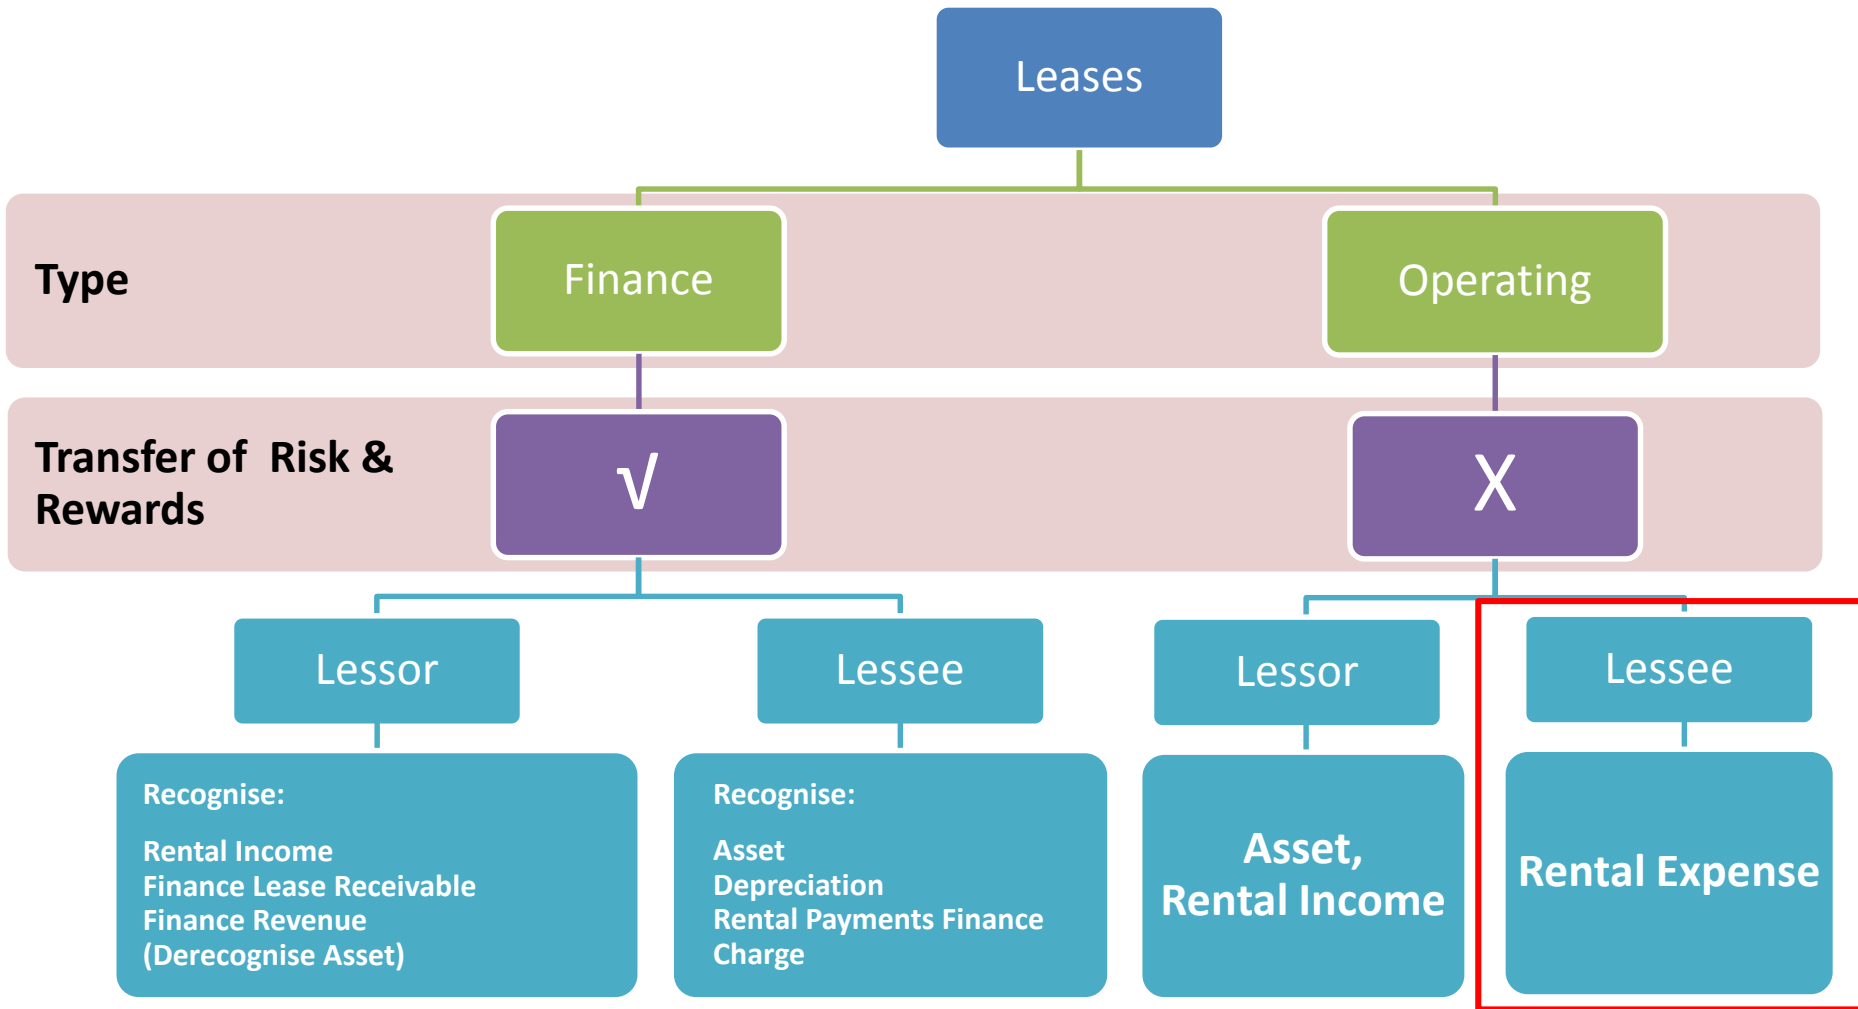 Leases
Type
Finance
Operating
Transfer of Risk &
Rewards
√
X
Lessor
Lessee
Lessor
Lessee
Recognise:
Rental Income
Finance Lease Receivable
Finance Revenue
(Derecognise Asset)
Recognise:
Asset
Depreciation
Rental Payments Finance
Charge
Asset,
Rental Income
Rental Expense